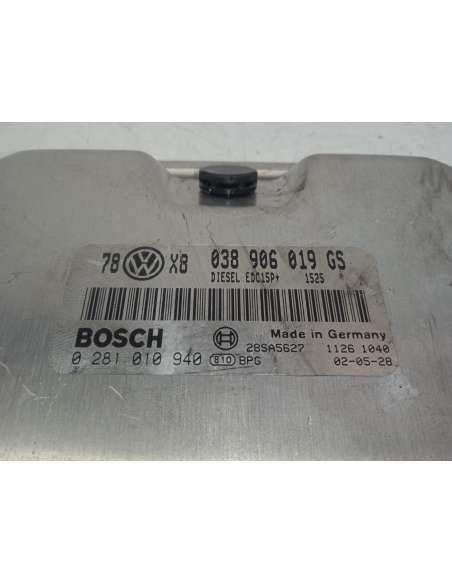 78 VW X8 038 906 019 GS
DIESEL EDC15P+ 1525
BOSCH Made in Germany
28SA5627 1126 1040
0 281 010 940 810 BPG 02-05-28